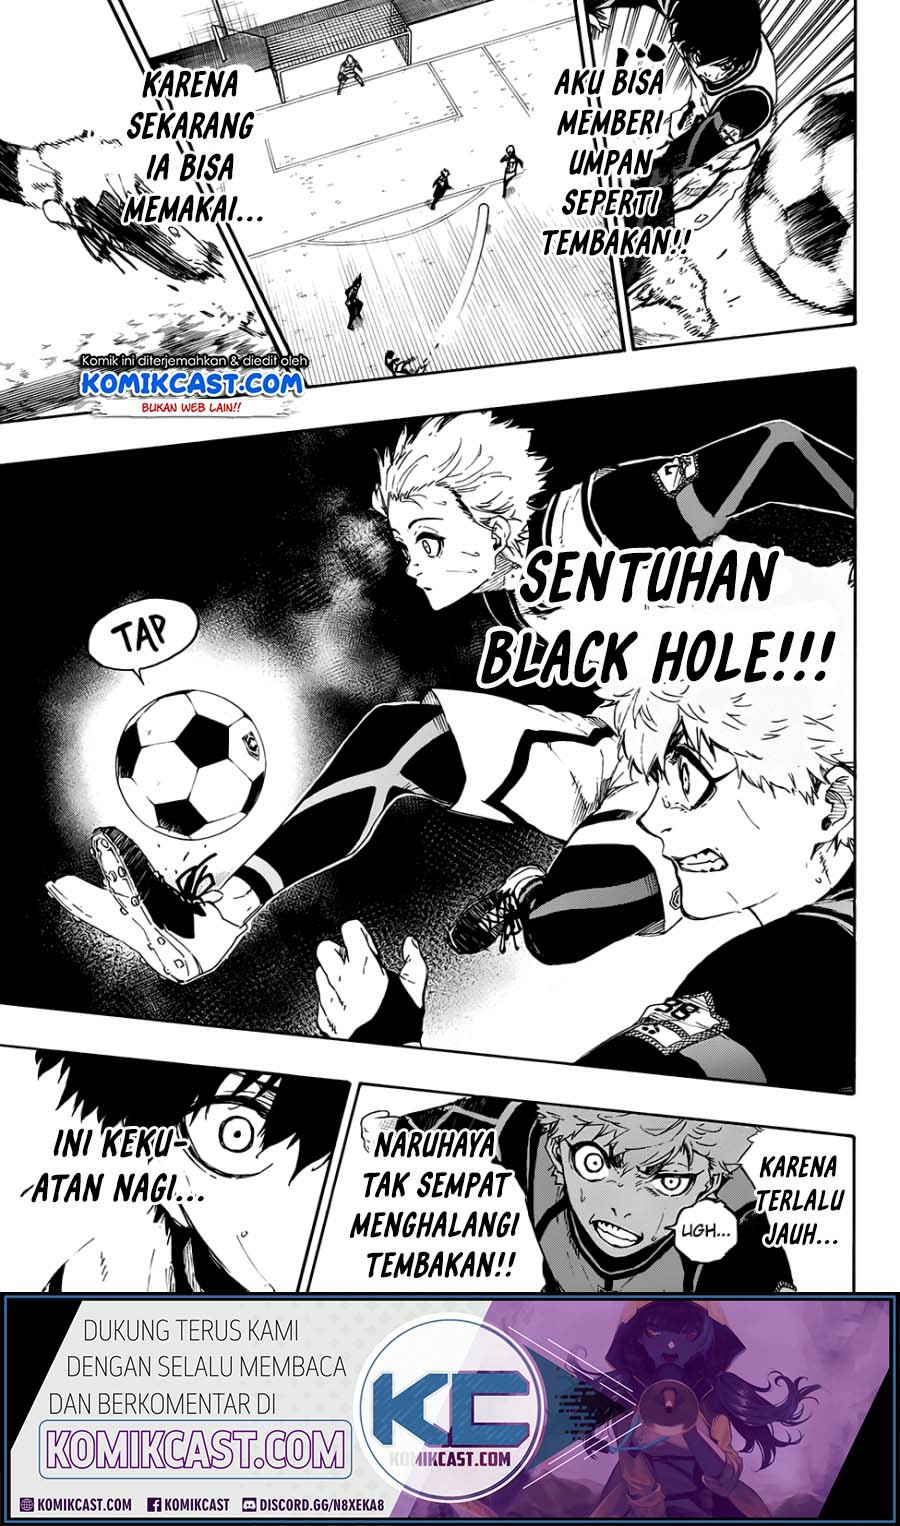 AKU BISA
MEMBERI
UMPAN
SEPERTI
TEMBAKAN!!
KARENA
SEKARANG
IA BISA
MEMAKAI...
Komik ini diterjemahkan & diedit oleh
KOMIKCAST.COM
BUKAN WEB LAIN!!
SENTUHAN
BLACK HOLE!!!
TAP
38
KARENA
TERLALU
JAUH...
UGH...
NARUHAYA
TAK SEMPAT
MENGHALANGI
TEMBAKAN!!
INI KEKU-
ATAN NAGI...
DUKUNG TERUS KAMI
DENGAN SELALU MEMBACA
DAN BERKOMENTAR DI
KOMIKCAST.COM
KOMIKCAST.COM
KOMIKCAST
DISCORD.GG/N8XEKA8
KC
KOMIKCAST.COM